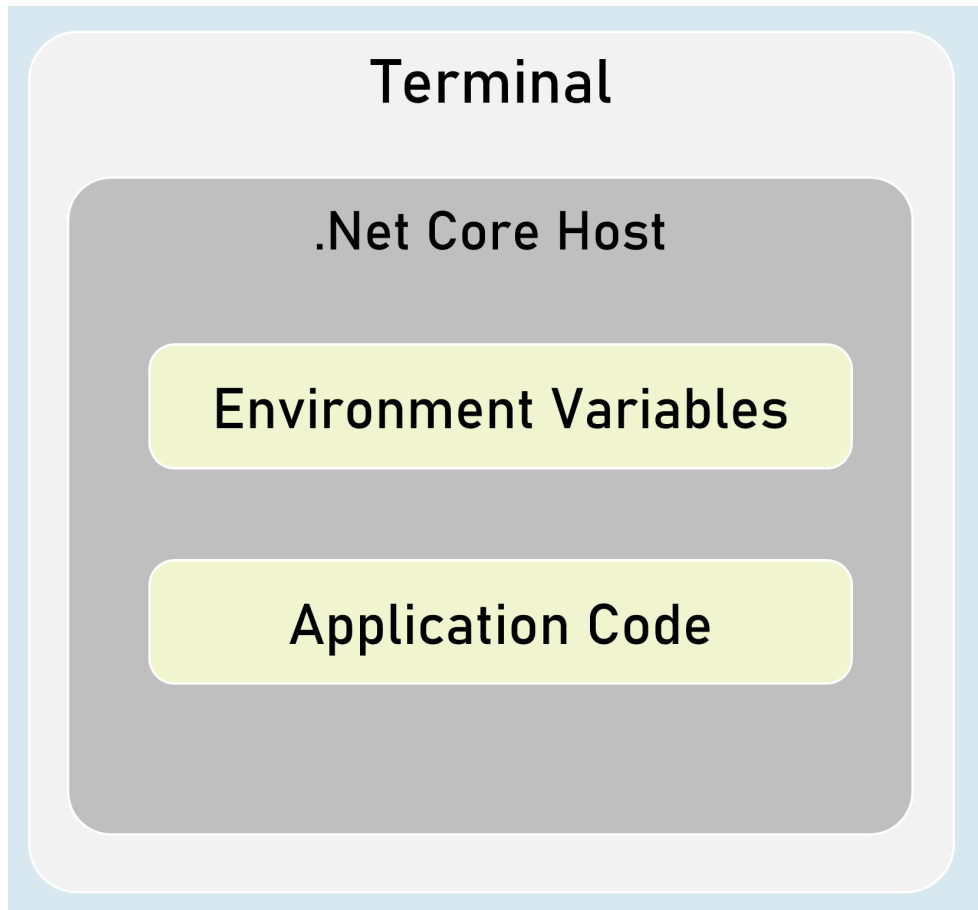 Terminal
.Net Core Host
Environment Variables
Application Code